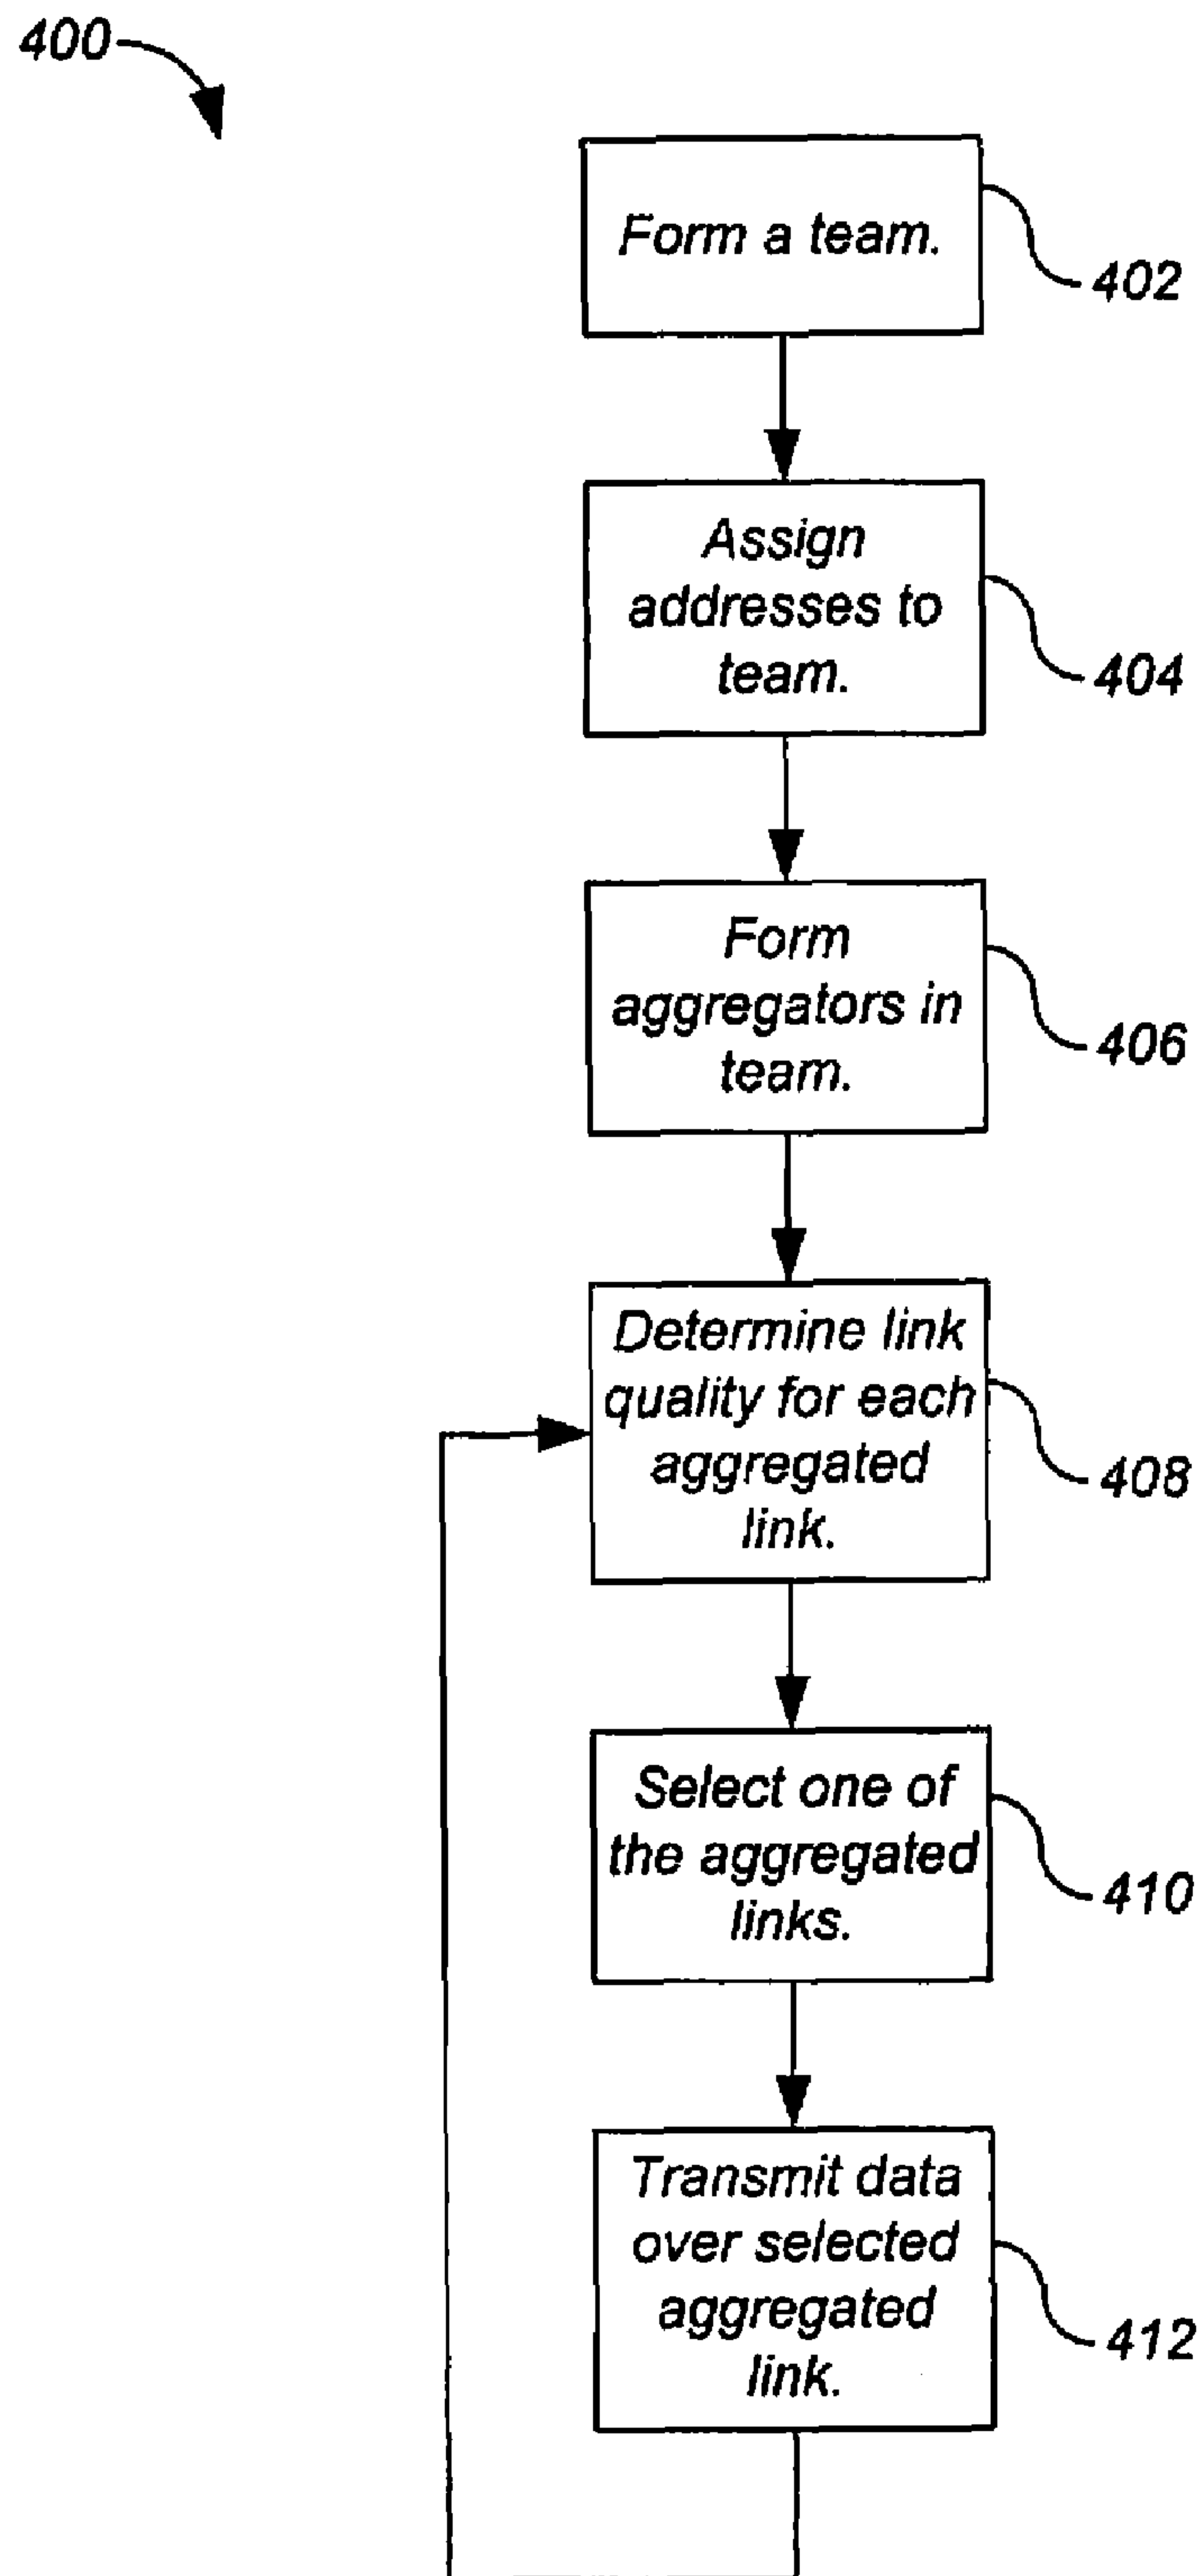 400
Form a team.
402
Assign
addresses to
team.
404
Form
aggregators in
team.
406
Determine link
quality for each
aggregated
link.
408
Select one of
the aggregated
links.
410
Transmit data
over selected
aggregated
link.
412